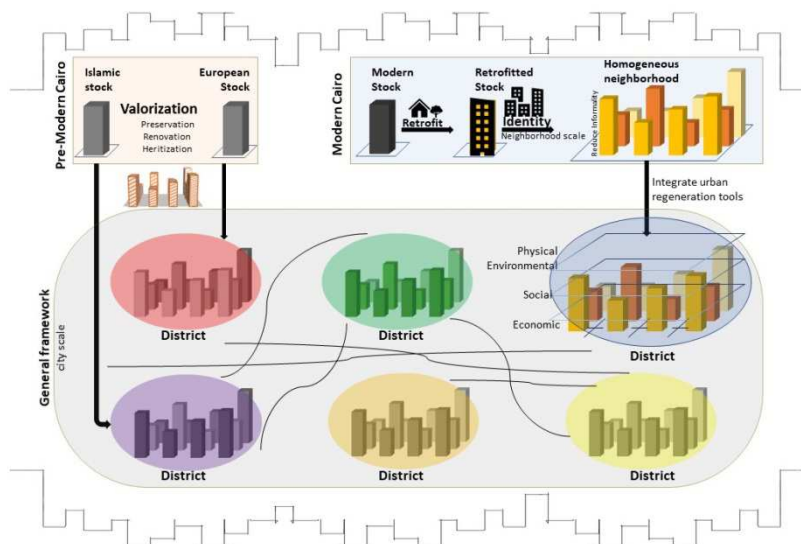 Pre-Modern Cairo
Islamic
stock
European
Stock
Valorization
Preservation
Renovation
Heritization
Modern Cairo
Modern
Stock
Retrofit
Retrofitted
Stock
Identity
Neighborhood scale
Homogeneous
neighborhood
Reduce Informality
Integrate urban
regeneration tools
General framework
city scale
Physical
Environmental
Social
Economic
District
District
District
District
District
District